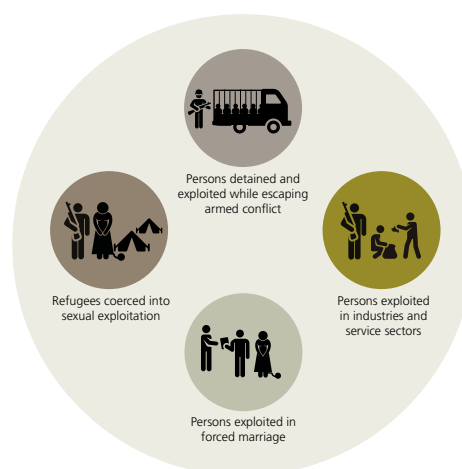 Persons detained and
exploited while escaping
armed conflict
Refugees coerced into
sexual exploitation
Persons exploited
in industries and
service sectors
Persons exploited in
forced marriage